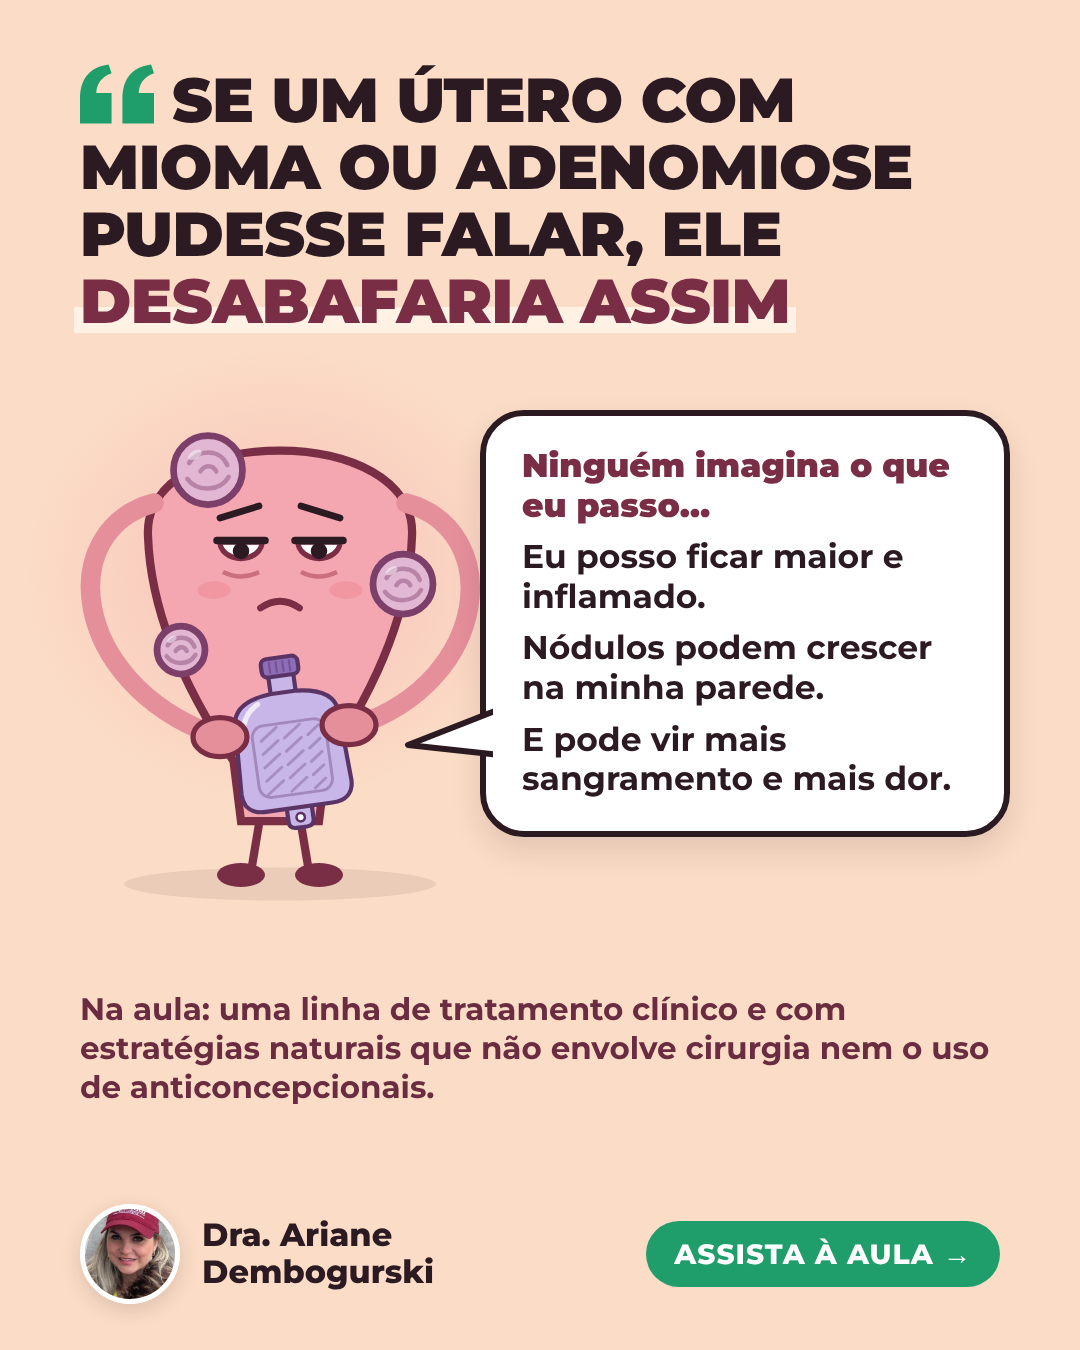 “ SE UM ÚTERO COM
MIOMA OU ADENOMIOSE
PUDESSE FALAR, ELE
DESABAFARIA ASSIM
Ninguém imagina o que
eu passo...
Eu posso ficar maior e
inflamado.
Nódulos podem crescer
na minha parede.
E pode vir mais
sangramento e mais dor.
Na aula: uma linha de tratamento clínico e com
estratégias naturais que não envolve cirurgia nem o uso
de anticoncepcionais.
Dra. Ariane
Dembogurski
ASSISTA À AULA →